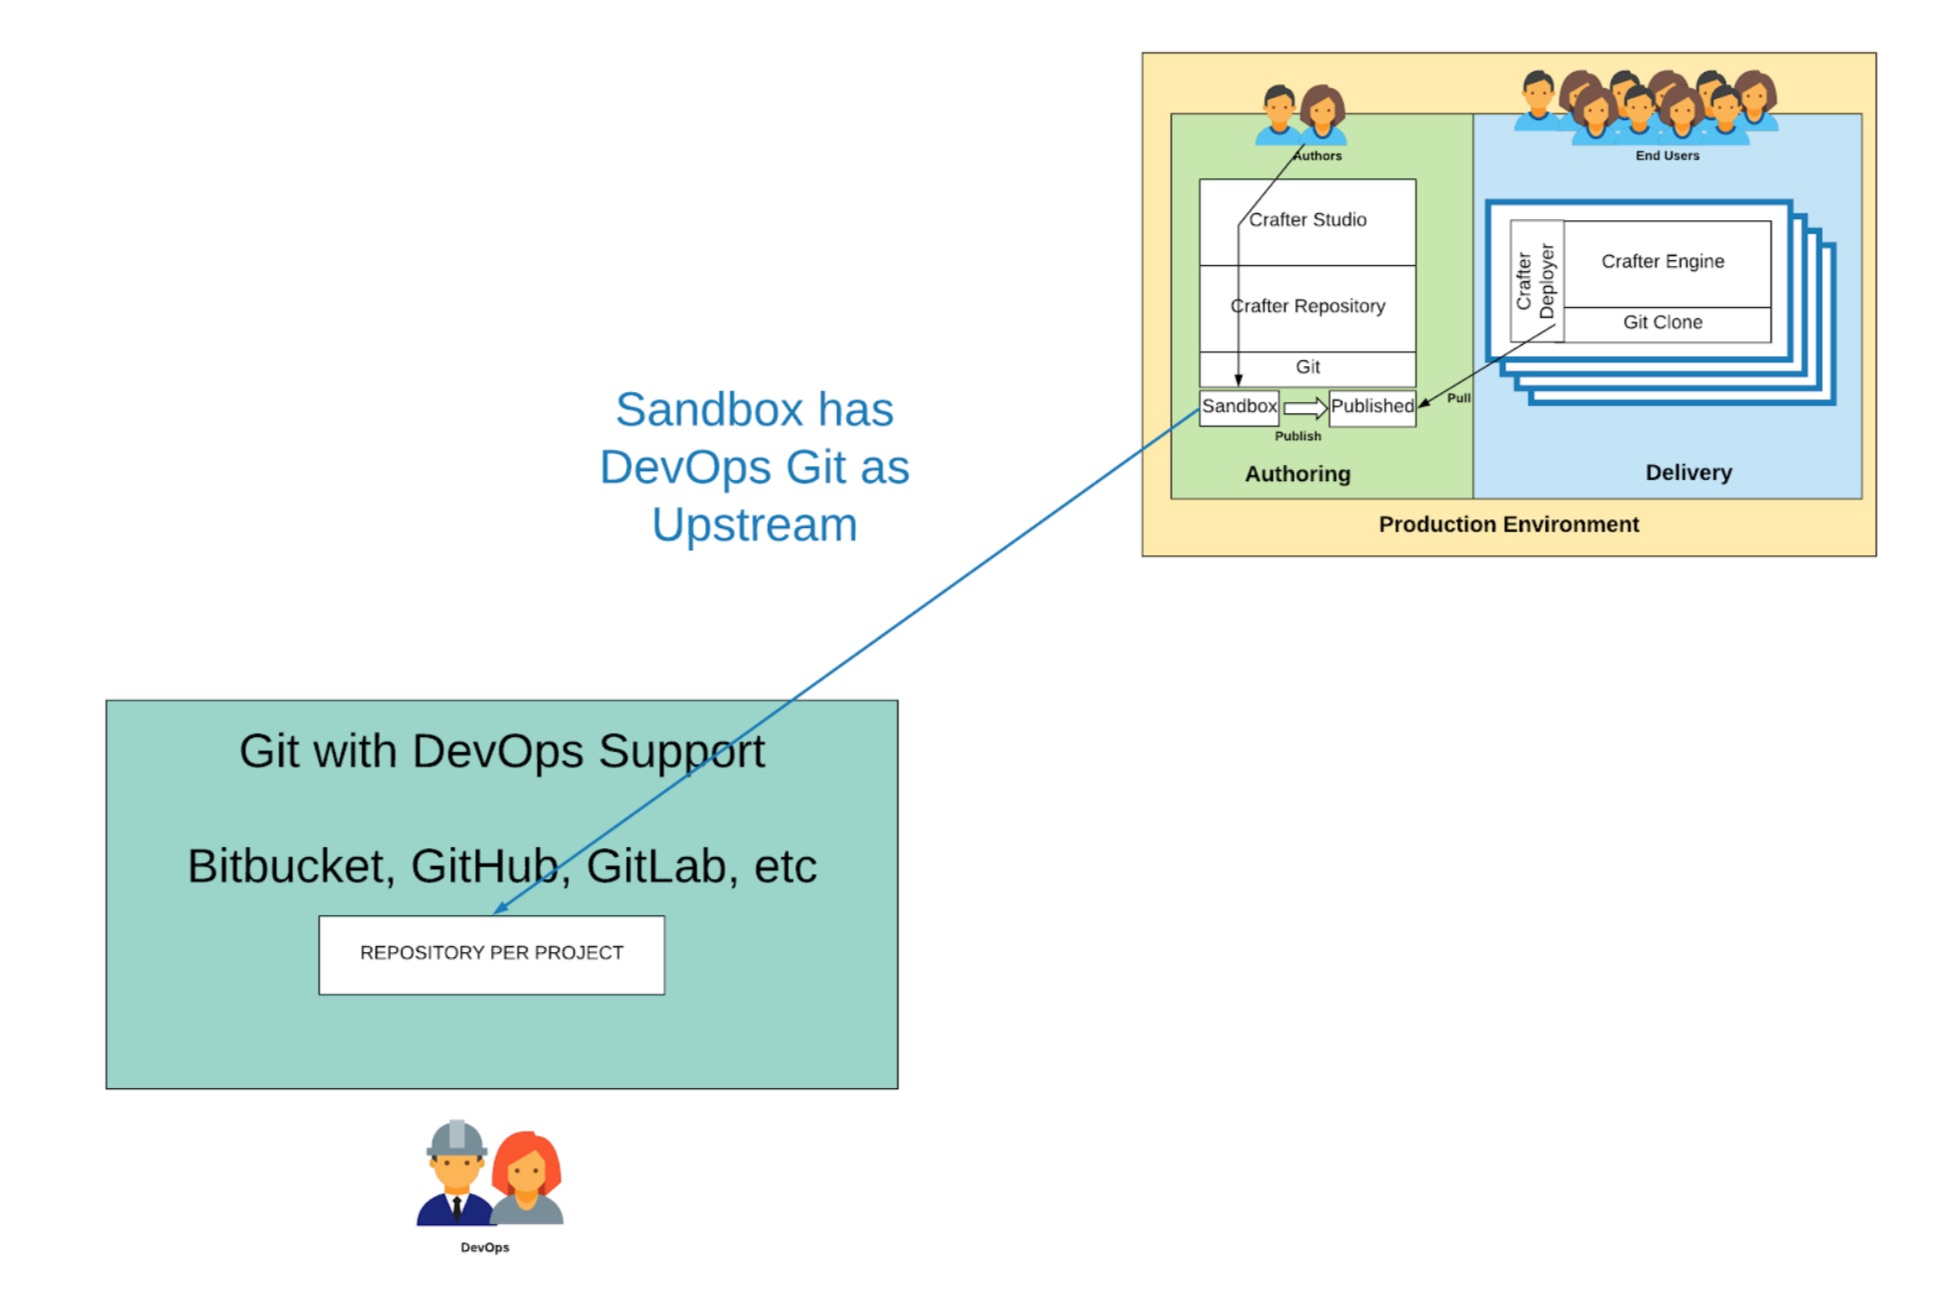 Authors
End Users
Crafter Studio
Crafter Repository
Git
Sandbox
Published
Publish
Pull
Authoring
Crafter
Deployer
Crafter Engine
Git Clone
Delivery
Production Environment
Sandbox has
DevOps Git as
Upstream
Git with DevOps Support
Bitbucket, GitHub, GitLab, etc
REPOSITORY PER PROJECT
DevOps